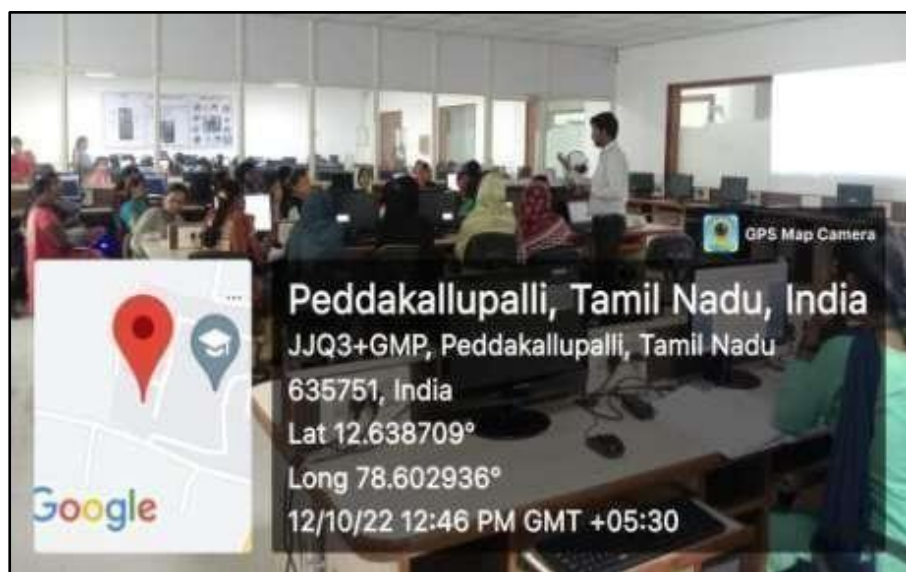 GPS Map Camera
Peddakallupalli, Tamil Nadu, India
JJQ3+GMP, Peddakallupalli, Tamil Nadu
635751, India
Lat 12.638709°
Long 78.602936°
12/10/22 12:46 PM GMT +05:30
Google